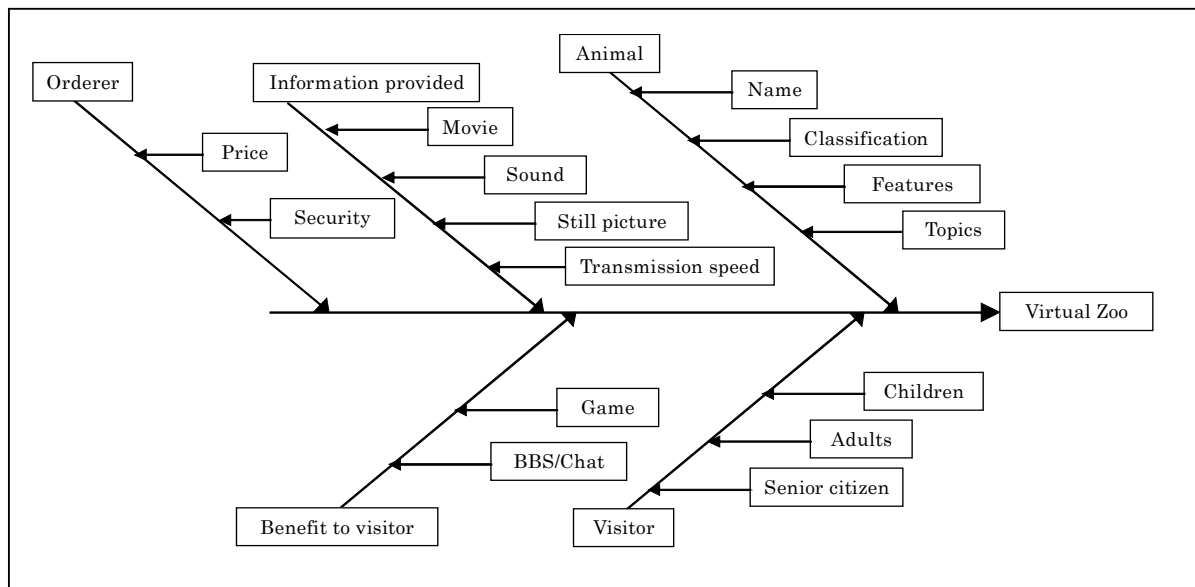 Orderer
Price
Security
Information provided
Movie
Sound
Still picture
Transmission speed
Animal
Name
Classification
Features
Topics
Virtual Zoo
Game
BBS/Chat
Benefit to visitor
Children
Adults
Senior citizen
Visitor